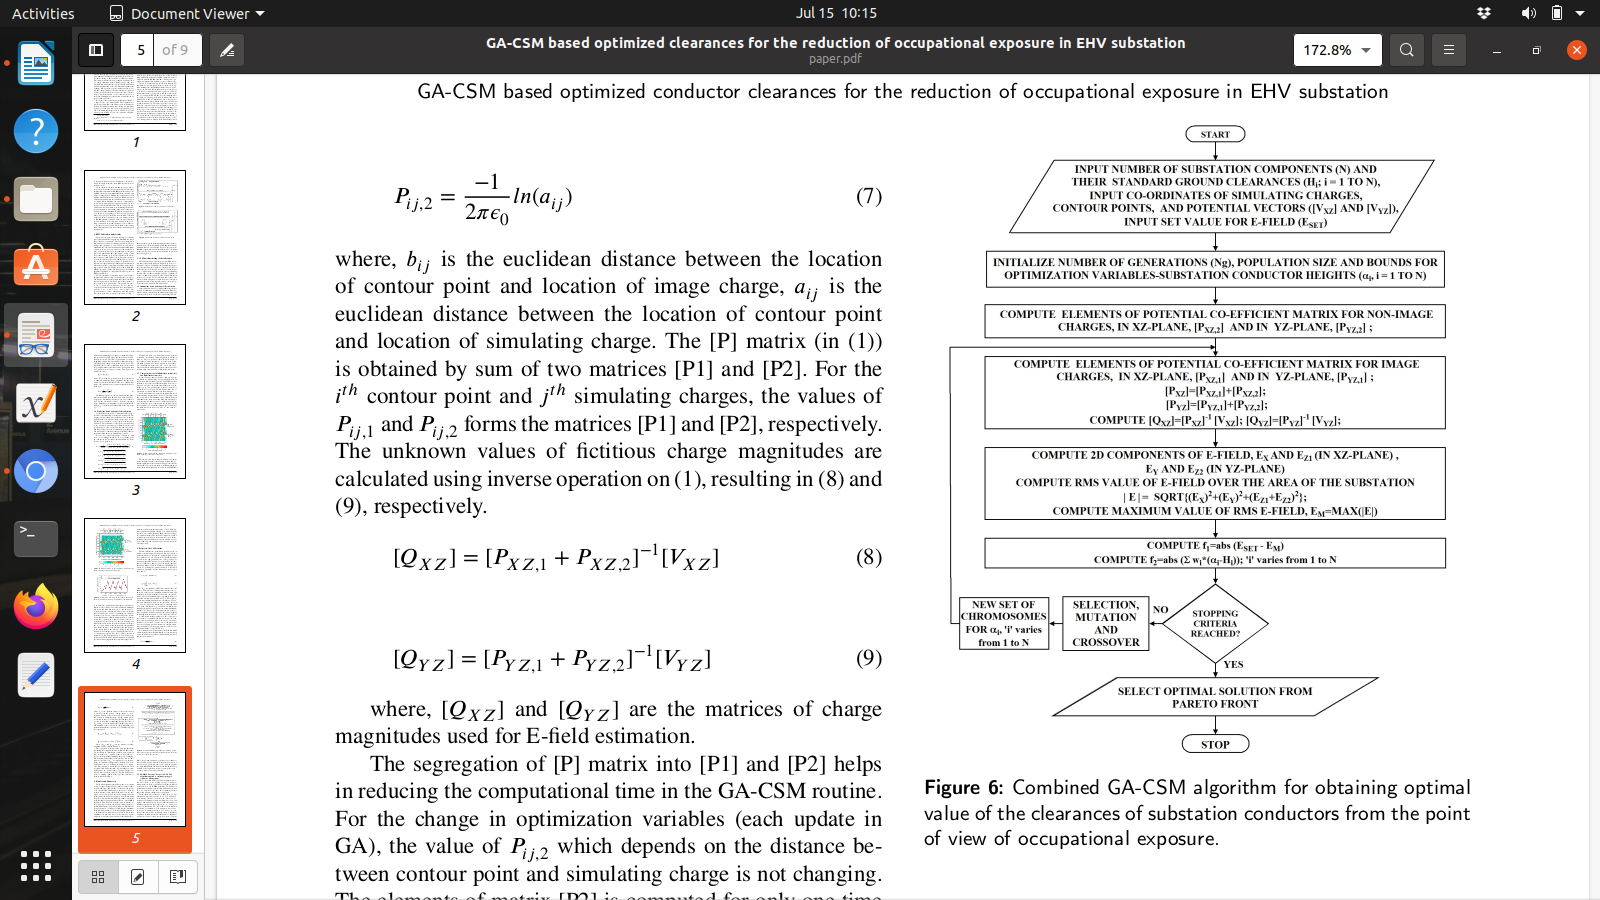 Activities
Document Viewer
Jul 15 10:15
5 of 9
GA-CSM based optimized clearances for the reduction of occupational exposure in EHV substation
paper.pdf
172.8%
1
2
3
4
5
GA-CSM based optimized conductor clearances for the reduction of occupational exposure in EHV substation
P_{ij,2} = \frac{-1}{2πϵ_0} ln(a_{ij}) (7)
where, b_{ij} is the euclidean distance between the location
of contour point and location of image charge, a_{ij} is the
euclidean distance between the location of contour point
and location of simulating charge. The [P] matrix (in (1))
is obtained by sum of two matrices [P1] and [P2]. For the
i^{th} contour point and j^{th} simulating charges, the values of
P_{ij,1} and P_{ij,2} forms the matrices [P1] and [P2], respectively.
The unknown values of fictitious charge magnitudes are
calculated using inverse operation on (1), resulting in (8) and
(9), respectively.
[Q_{XZ}] = [P_{XZ,1} + P_{XZ,2}]^{-1}[V_{XZ}] (8)
[Q_{YZ}] = [P_{YZ,1} + P_{YZ,2}]^{-1}[V_{YZ}] (9)
where, [Q_{XZ}] and [Q_{YZ}] are the matrices of charge
magnitudes used for E-field estimation.
The segregation of [P] matrix into [P1] and [P2] helps
in reducing the computational time in the GA-CSM routine.
For the change in optimization variables (each update in
GA), the value of P_{ij,2} which depends on the distance be-
tween contour point and simulating charge is not changing.
The elements of matrix [P2] is computed for only one time
START
INPUT NUMBER OF SUBSTATION COMPONENTS (N) AND
THEIR STANDARD GROUND CLEARANCES (H_i; i = 1 TO N),
INPUT CO-ORDINATES OF SIMULATING CHARGES,
CONTOUR POINTS, AND POTENTIAL VECTORS ([V_{XZ}] AND [V_{YZ}]),
INPUT SET VALUE FOR E-FIELD (E_{SET})
INITIALIZE NUMBER OF GENERATIONS (Ng), POPULATION SIZE AND BOUNDS FOR
OPTIMIZATION VARIABLES-SUBSTATION CONDUCTOR HEIGHTS (α_i, i = 1 TO N)
COMPUTE ELEMENTS OF POTENTIAL CO-EFFICIENT MATRIX FOR NON-IMAGE
CHARGES, IN XZ-PLANE, [P_{XZ,2}] AND IN YZ-PLANE, [P_{YZ,2}] ;
COMPUTE ELEMENTS OF POTENTIAL CO-EFFICIENT MATRIX FOR IMAGE
CHARGES, IN XZ-PLANE, [P_{XZ,1}] AND IN YZ-PLANE, [P_{YZ,1}] ;
[P_{XZ}]=[P_{XZ,1}]+[P_{XZ,2}];
[P_{YZ}]=[P_{YZ,1}]+[P_{YZ,2}];
COMPUTE [Q_{XZ}]=[P_{XZ}]^{-1} [V_{XZ}]; [Q_{YZ}]=[P_{YZ}]^{-1} [V_{YZ}];
COMPUTE 2D COMPONENTS OF E-FIELD, E_X AND E_{Z1} (IN XZ-PLANE) ,
E_Y AND E_{Z2} (IN YZ-PLANE)
COMPUTE RMS VALUE OF E-FIELD OVER THE AREA OF THE SUBSTATION
| E | = SQRT{(E_X)^2+(E_Y)^2+(E_{Z1}+E_{Z2})^2};
COMPUTE MAXIMUM VALUE OF RMS E-FIELD, E_M=MAX(|E|)
COMPUTE f_1=abs (E_{SET} - E_M)
COMPUTE f_2=abs (Σ w_i*(α_i-H_i)); 'i' varies from 1 to N
STOPPING
CRITERIA
REACHED?
NO
SELECTION,
MUTATION
AND
CROSSOVER
NEW SET OF
CHROMOSOMES
FOR α_i, 'i' varies
from 1 to N
YES
SELECT OPTIMAL SOLUTION FROM
PARETO FRONT
STOP
Figure 6: Combined GA-CSM algorithm for obtaining optimal
value of the clearances of substation conductors from the point
of view of occupational exposure.